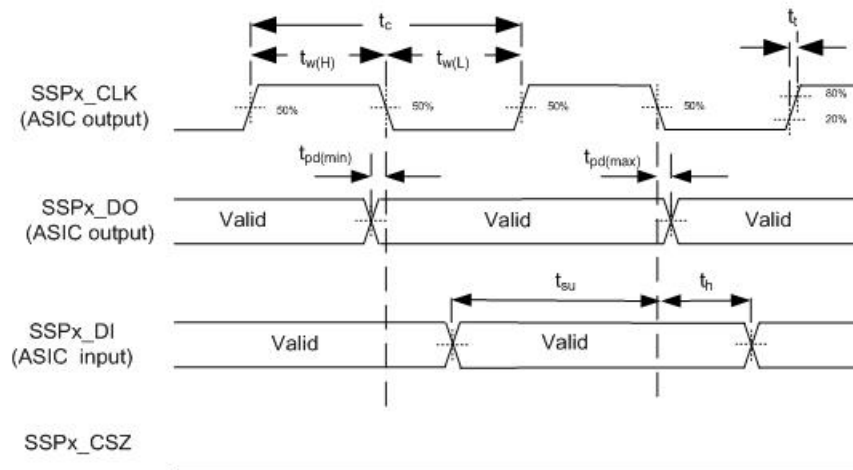 t_c
t_t
t_w(H) t_w(L)
SSPx_CLK
(ASIC output)
50% 50% 50% 50% 80%
20%
t_pd(min) t_pd(max)
SSPx_DO
(ASIC output)
Valid Valid Valid
t_su t_h
SSPx_DI
(ASIC input)
Valid Valid
SSPx_CSZ